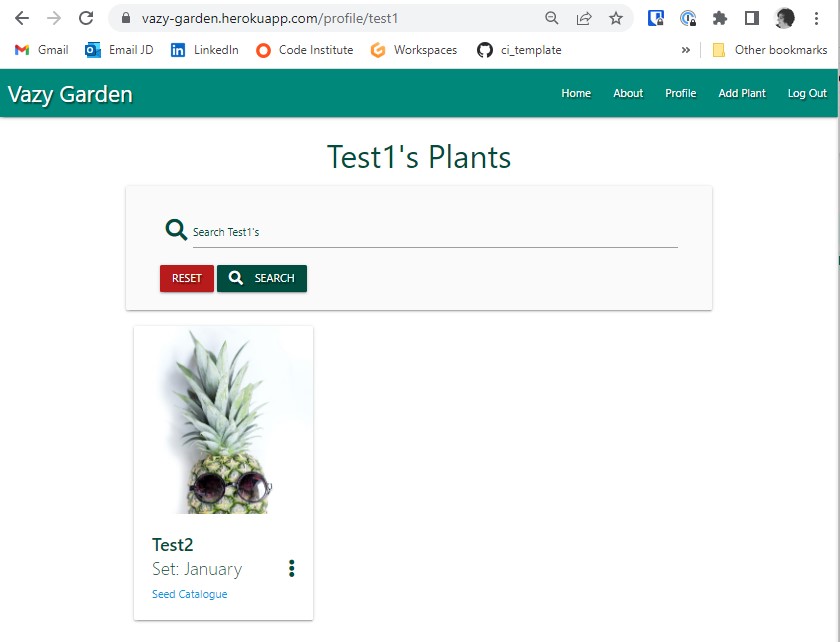 vazy-garden.herokuapp.com/profile/test1
Gmail Email JD LinkedIn Code Institute Workspaces ci_template » Other bookmarks
Vazy Garden Home About Profile Add Plant Log Out
Test1's Plants
Search Test1's
RESET SEARCH
Test2
Set: January
Seed Catalogue